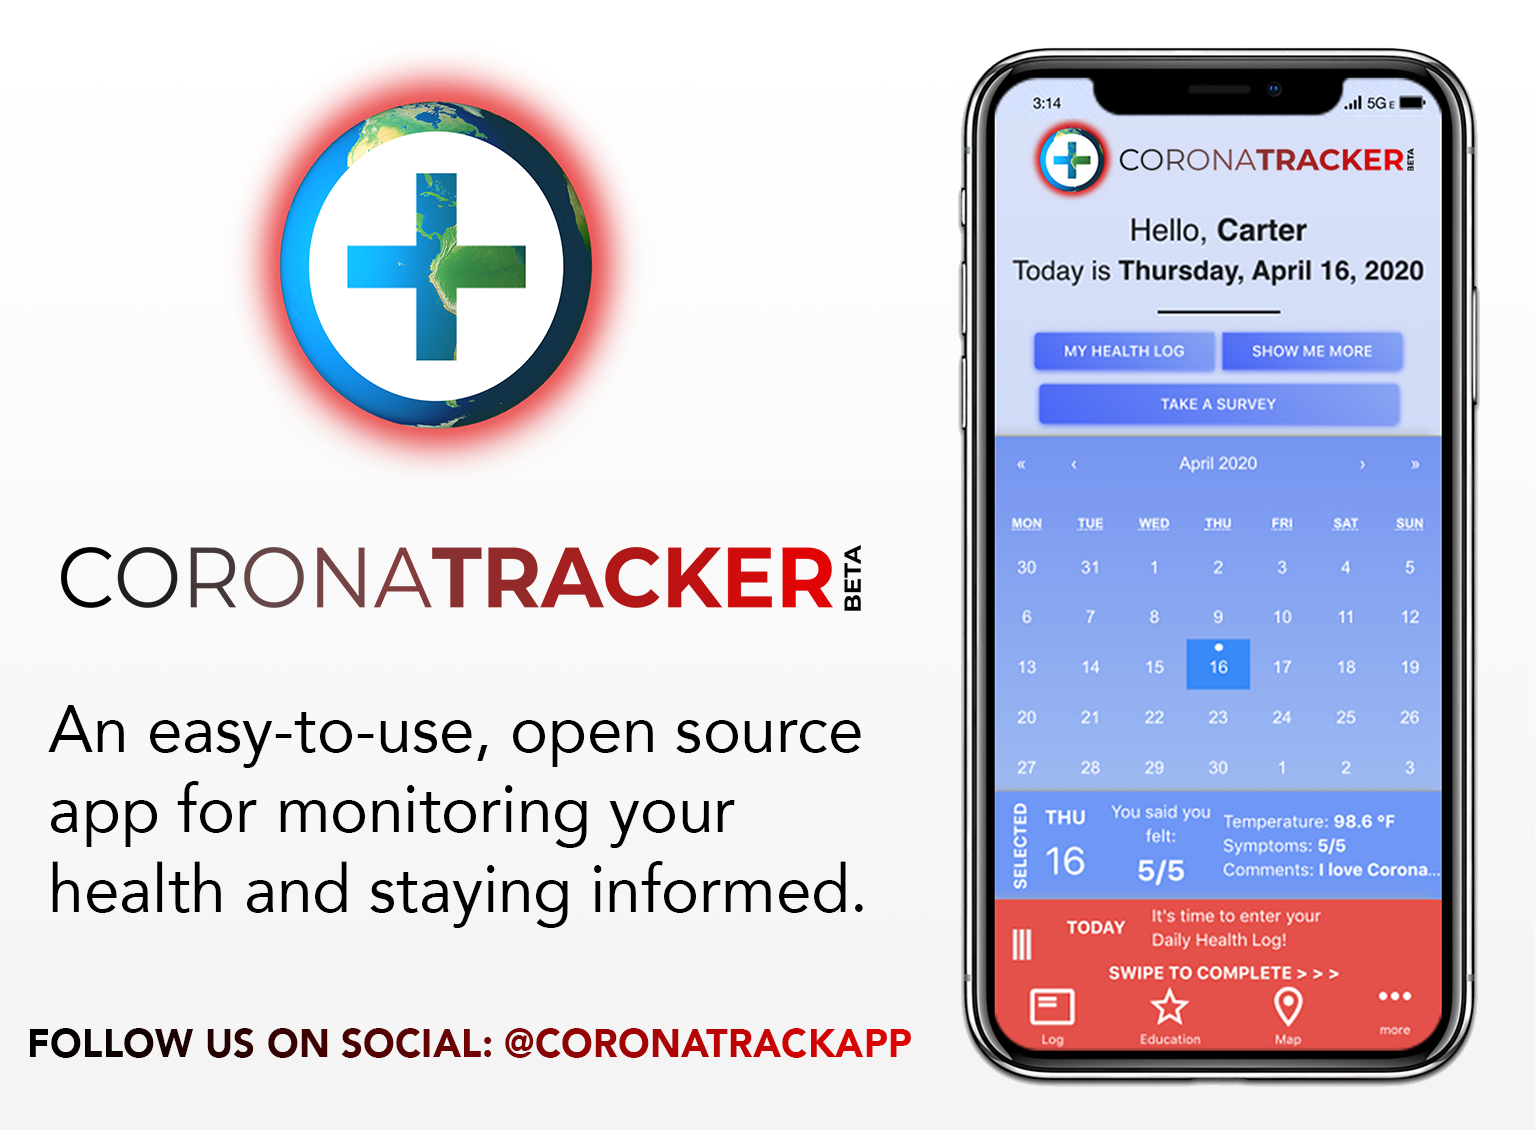 CORONATRACKER BETA
An easy-to-use, open source
app for monitoring your
health and staying informed.
FOLLOW US ON SOCIAL: @CORONATRACKAPP
3:14 5G E
CORONATRACKER BETA
Hello, Carter
Today is Thursday, April 16, 2020
MY HEALTH LOG SHOW ME MORE
TAKE A SURVEY
« ‹ April 2020 › »
MON TUE WED THU FRI SAT SUN
30 31 1 2 3 4 5
6 7 8 9 10 11 12
13 14 15 16 17 18 19
20 21 22 23 24 25 26
27 28 29 30 1 2 3
SELECTED
THU
16
You said you
felt:
5/5
Temperature: 98.6 °F
Symptoms: 5/5
Comments: I love Corona...
TODAY
It's time to enter your
Daily Health Log!
SWIPE TO COMPLETE > > >
Log Education Map more